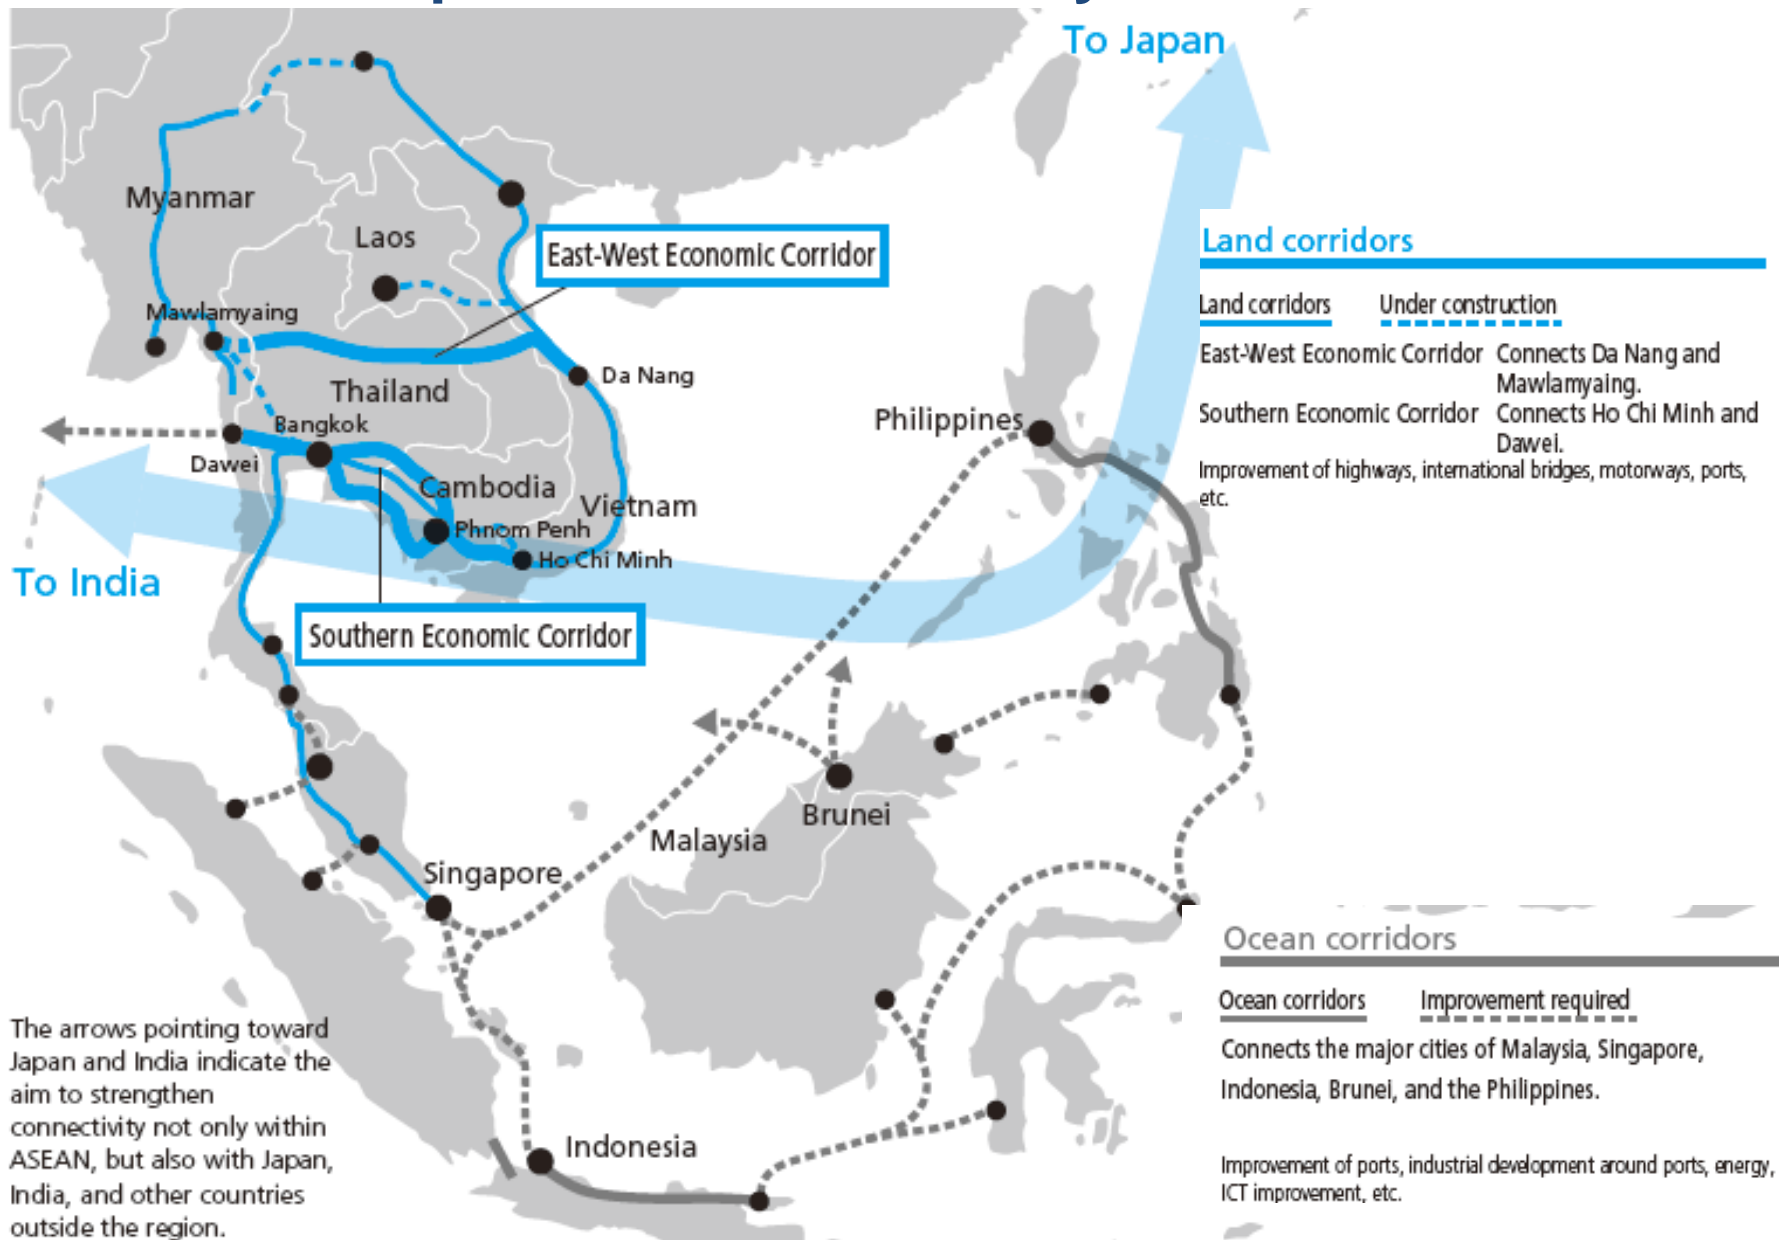 To Japan
Myanmar
Laos
East-West Economic Corridor
Land corridors
Land corridors Under construction
East-West Economic Corridor Connects Da Nang and
Mawlamyaing.
Southern Economic Corridor Connects Ho Chi Minh and
Dawei.
Improvement of highways, international bridges, motorways, ports,
etc.
Mawlamyaing
Thailand
Da Nang
Bangkok
Philippines
Dawei
Cambodia
Vietnam
Phnom Penh
Ho Chi Minh
To India
Southern Economic Corridor
Brunei
Malaysia
Singapore
Ocean corridors
Ocean corridors Improvement required
Connects the major cities of Malaysia, Singapore,
Indonesia, Brunei, and the Philippines.
Improvement of ports, industrial development around ports, energy,
ICT improvement, etc.
Indonesia
The arrows pointing toward
Japan and India indicate the
aim to strengthen
connectivity not only within
ASEAN, but also with Japan,
India, and other countries
outside the region.